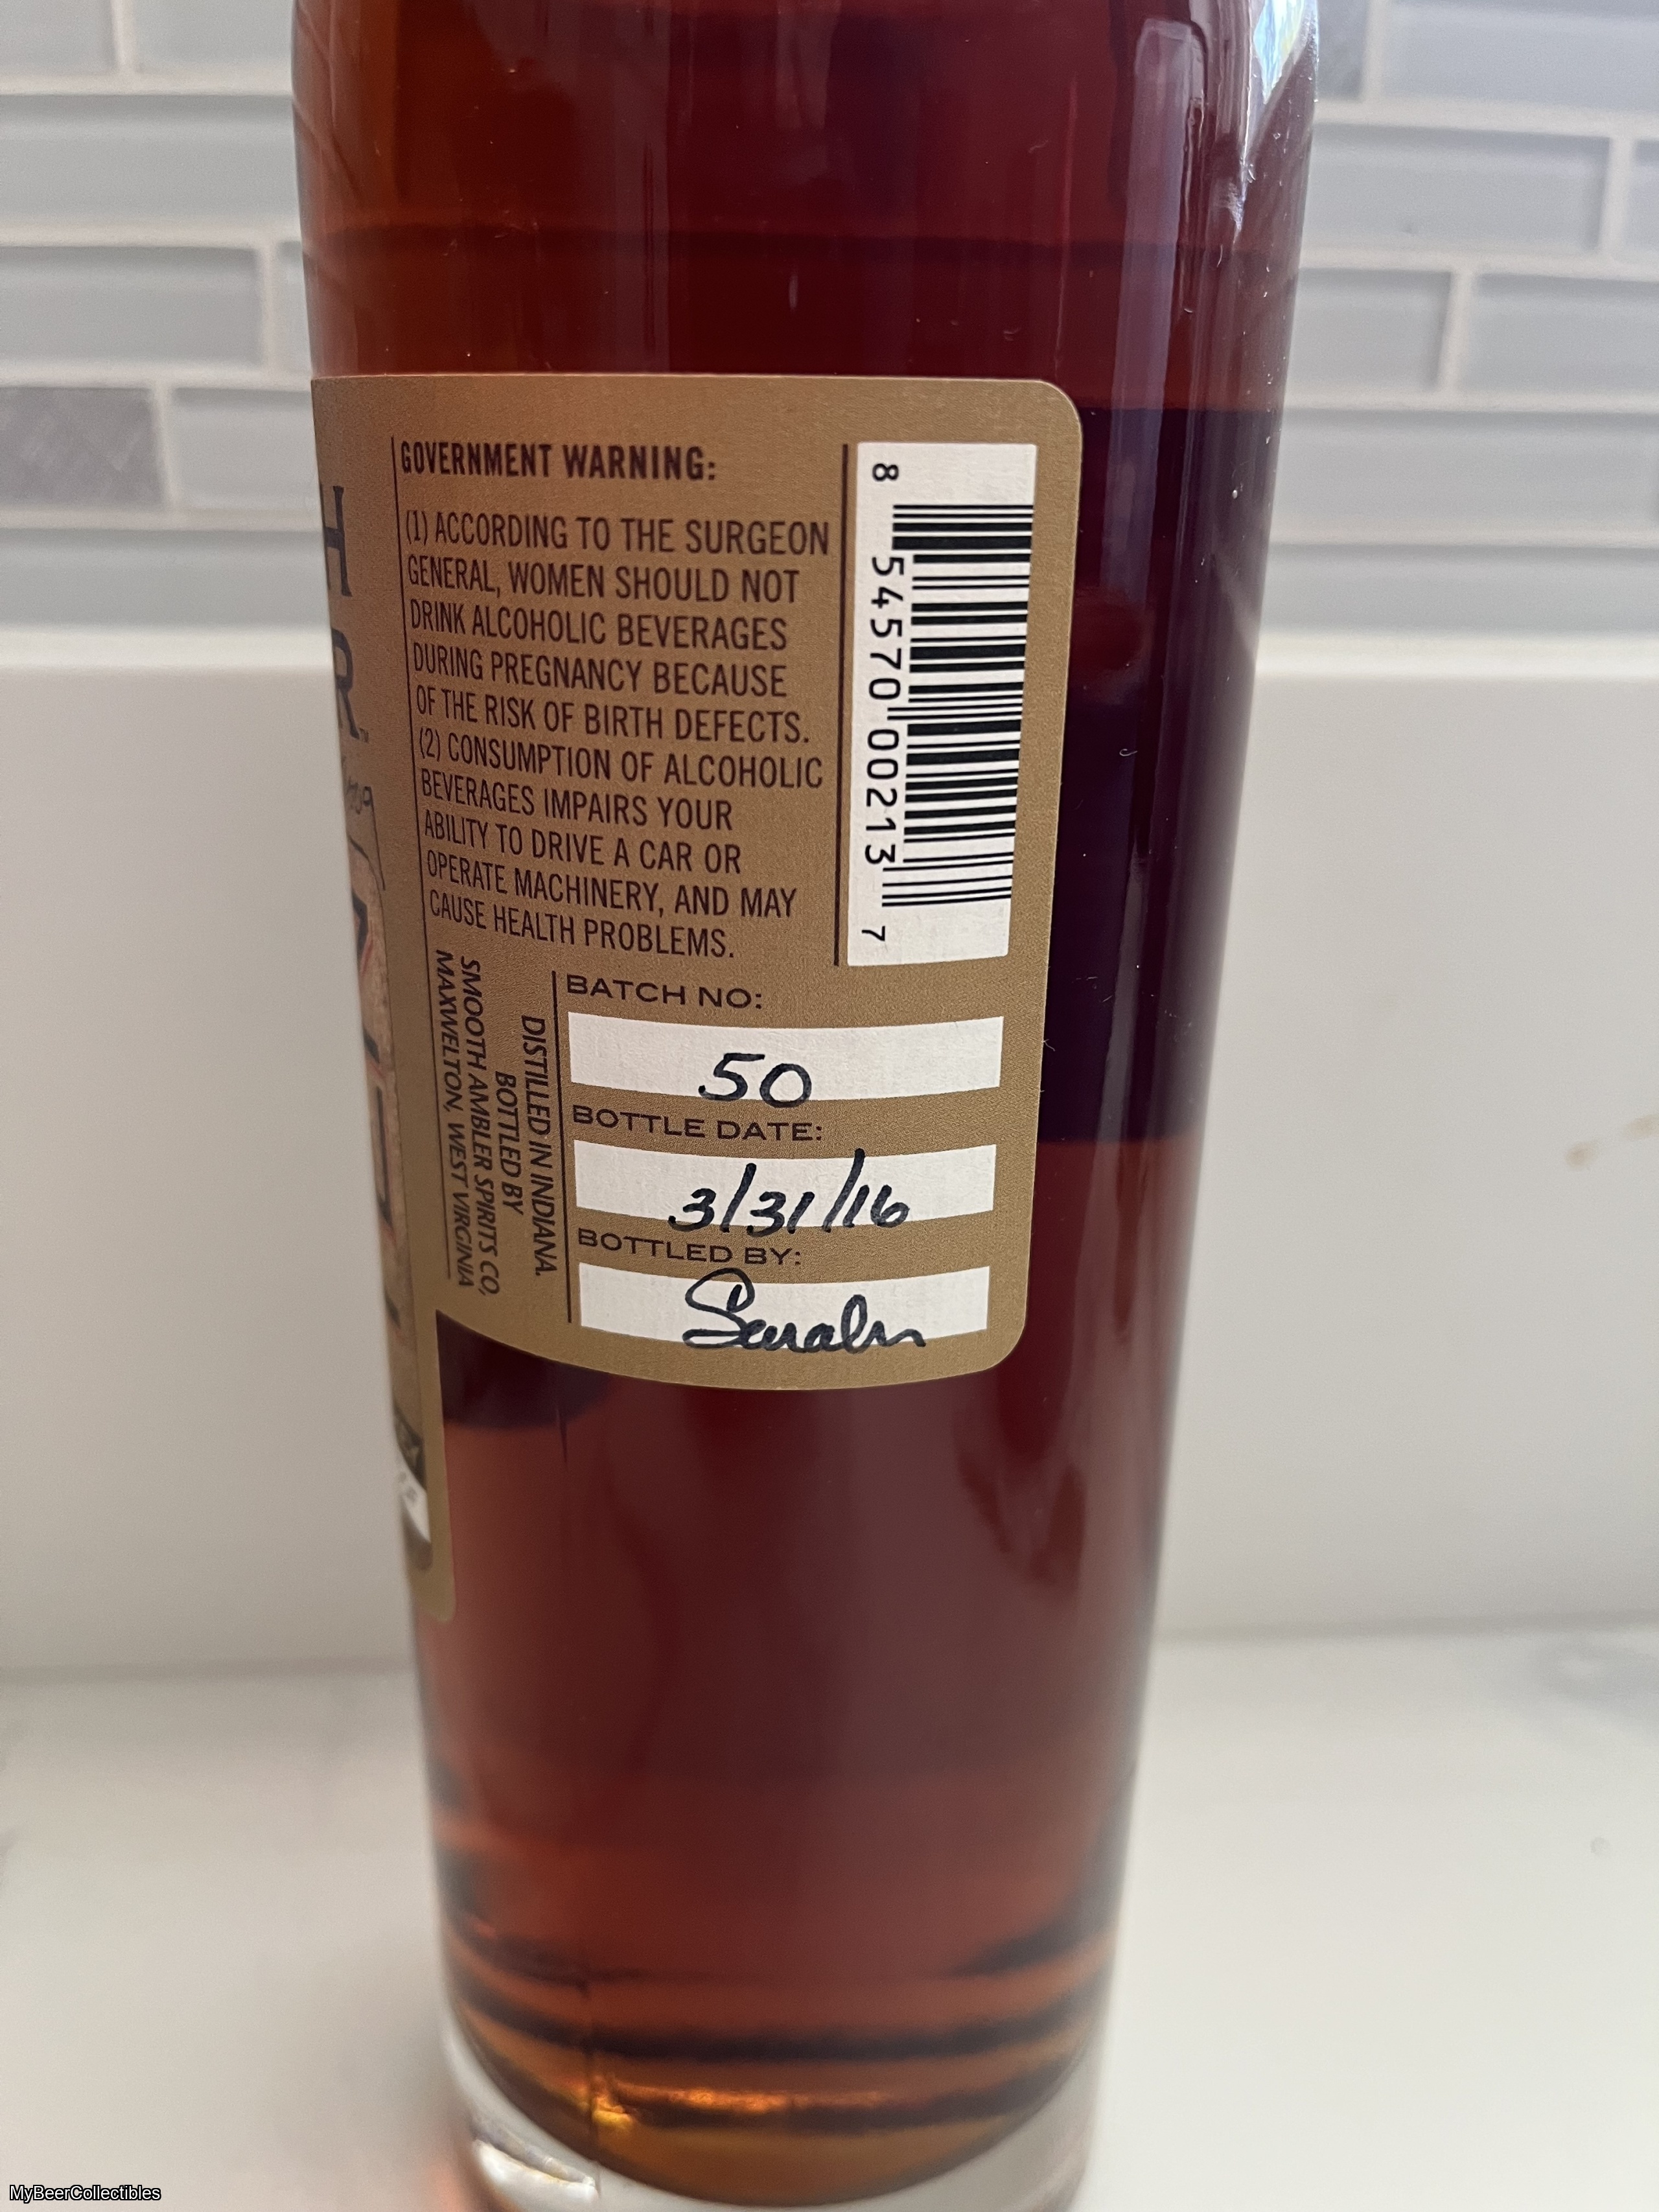 GOVERNMENT WARNING:
(1) ACCORDING TO THE SURGEON
GENERAL, WOMEN SHOULD NOT
DRINK ALCOHOLIC BEVERAGES
DURING PREGNANCY BECAUSE
OF THE RISK OF BIRTH DEFECTS.
(2) CONSUMPTION OF ALCOHOLIC
BEVERAGES IMPAIRS YOUR
ABILITY TO DRIVE A CAR OR
OPERATE MACHINERY, AND MAY
CAUSE HEALTH PROBLEMS.
8 54570 00213 7
DISTILLED IN INDIANA.
BOTTLED BY
SMOOTH AMBLER SPIRITS CO,
MAXWELTON, WEST VIRGINIA
BATCH NO:
50
BOTTLE DATE:
3/31/16
BOTTLED BY:
Sarah
H
R™
MyBeerCollectibles